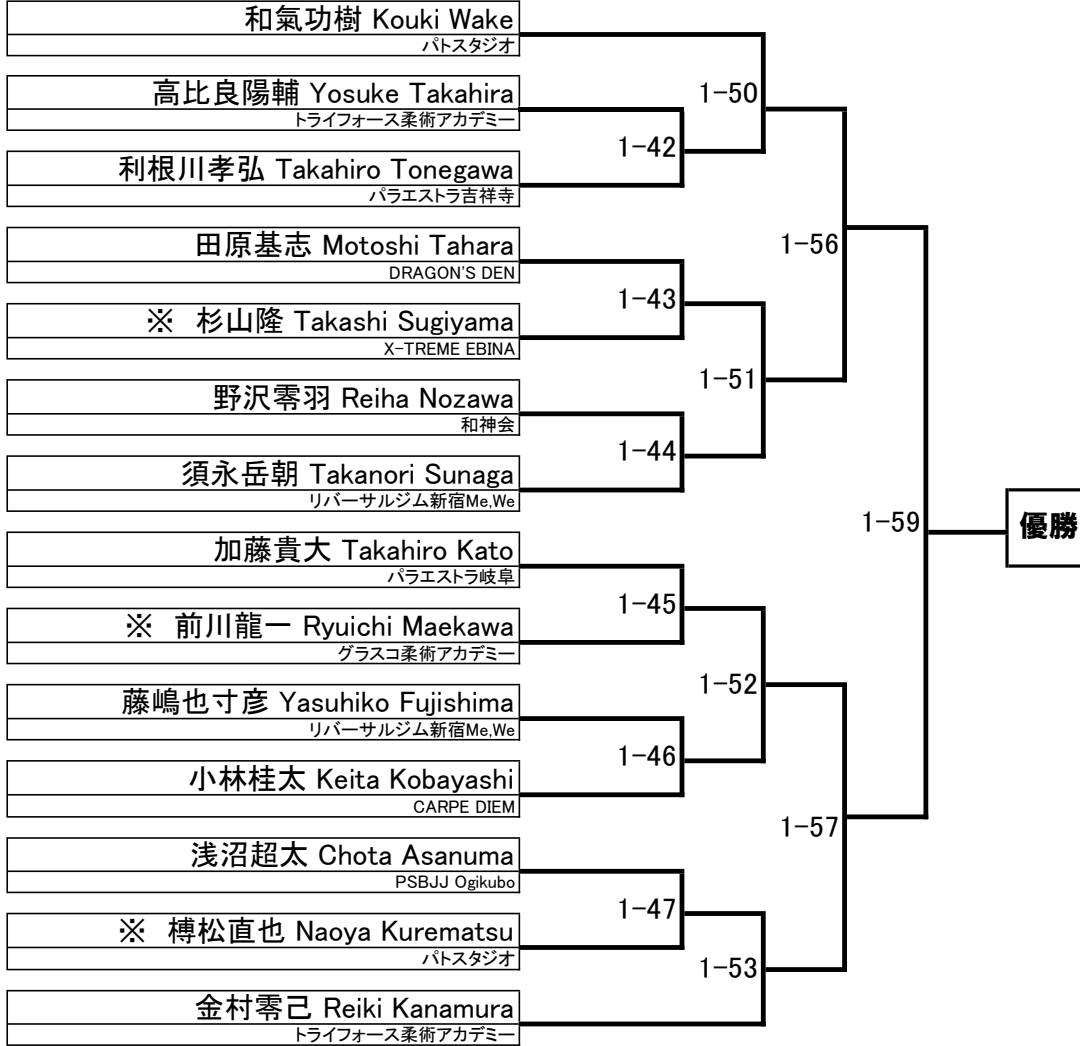 和氣功樹 Kouki Wake
パトスタジオ
高比良陽輔 Yosuke Takahira
トライフォース柔術アカデミー
1-50
1-42
利根川孝弘 Takahiro Tonegawa
パラエストラ吉祥寺
田原基志 Motoshi Tahara
DRAGON'S DEN
1-56
1-43
※ 杉山隆 Takashi Sugiyama
X-TREME EBINA
1-51
野沢零羽 Reiha Nozawa
和神会
1-44
須永岳朝 Takanori Sunaga
リバーサルジム新宿Me,We
1-59
優勝
加藤貴大 Takahiro Kato
パラエストラ岐阜
1-45
※ 前川龍一 Ryuichi Maekawa
グラスコ柔術アカデミー
1-52
藤嶋也寸彦 Yasuhiko Fujishima
リバーサルジム新宿Me,We
1-46
小林桂太 Keita Kobayashi
CARPE DIEM
1-57
浅沼超太 Chota Asanuma
PSBJJ Ogikubo
1-47
※ 榑松直也 Naoya Kurematsu
パトスタジオ
1-53
金村零己 Reiki Kanamura
トライフォース柔術アカデミー